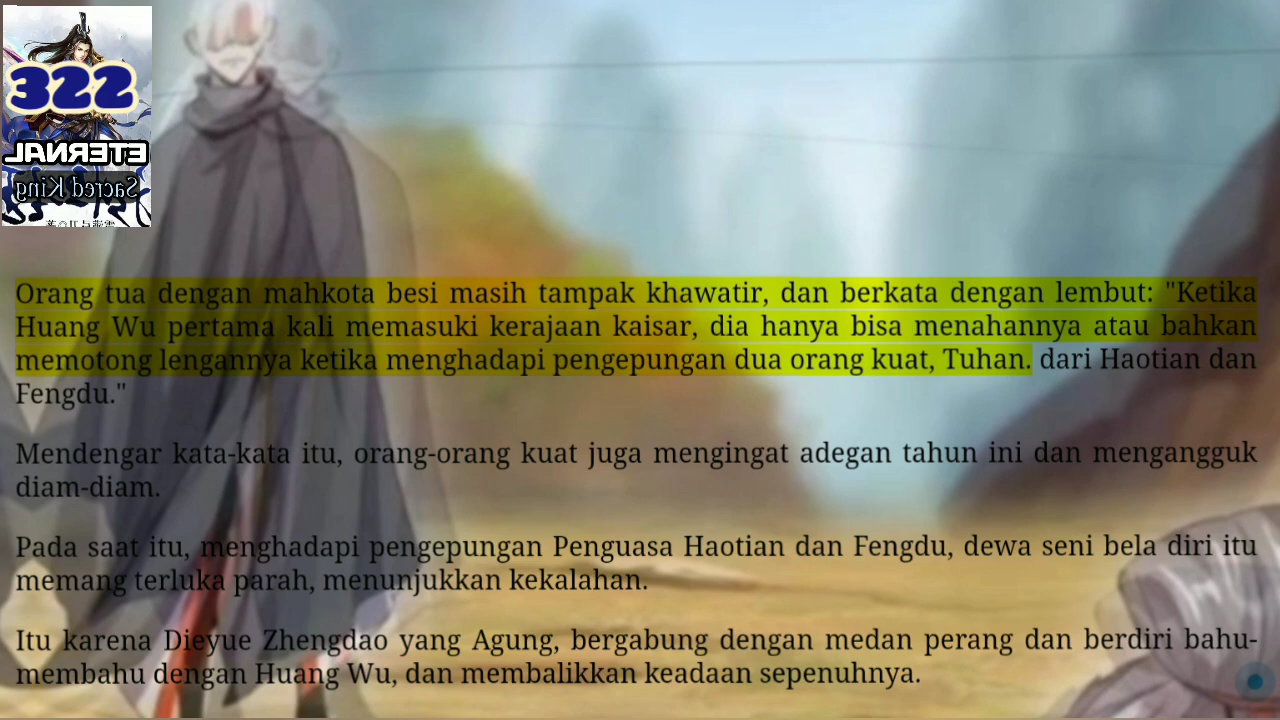 322
ETERNAL
Sacred King
Orang tua dengan mahkota besi masih tampak khawatir, dan berkata dengan lembut: "Ketika
Huang Wu pertama kali memasuki kerajaan kaisar, dia hanya bisa menahannya atau bahkan
memotong lengannya ketika menghadapi pengepungan dua orang kuat, Tuhan. dari Haotian dan
Fengdu."
Mendengar kata-kata itu, orang-orang kuat juga mengingat adegan tahun ini dan mengangguk
diam-diam.
Pada saat itu, menghadapi pengepungan Penguasa Haotian dan Fengdu, dewa seni bela diri itu
memang terluka parah, menunjukkan kekalahan.
Itu karena Dieyue Zhengdao yang Agung, bergabung dengan medan perang dan berdiri bahu-
membahu dengan Huang Wu, dan membalikkan keadaan sepenuhnya.